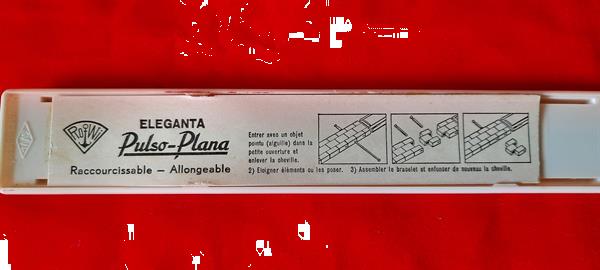 RoWi
ELEGANTA
Pulso-Plana
Raccourcissable — Allongeable
Entrer avec un objet
pointu (aiguille) dans la
petite ouverture et
enlever la cheville.
2) Eloigner éléments ou les poser. 3) Assembler le bracelet et enfoncer de nouveau la cheville.